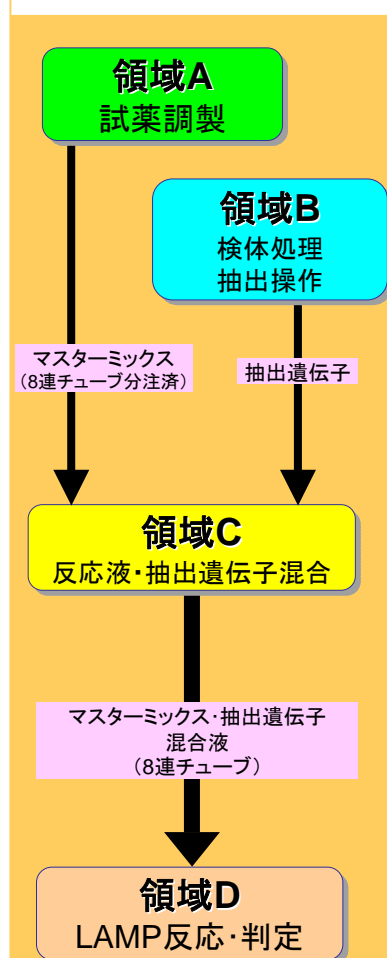 領域A
試薬調製
領域B
検体処理
抽出操作
マスターミックス
（8連チューブ分注済）
抽出遺伝子
領域C
反応液・抽出遺伝子混合
マスターミックス・抽出遺伝子
混合液
（8連チューブ）
領域D
LAMP反応・判定